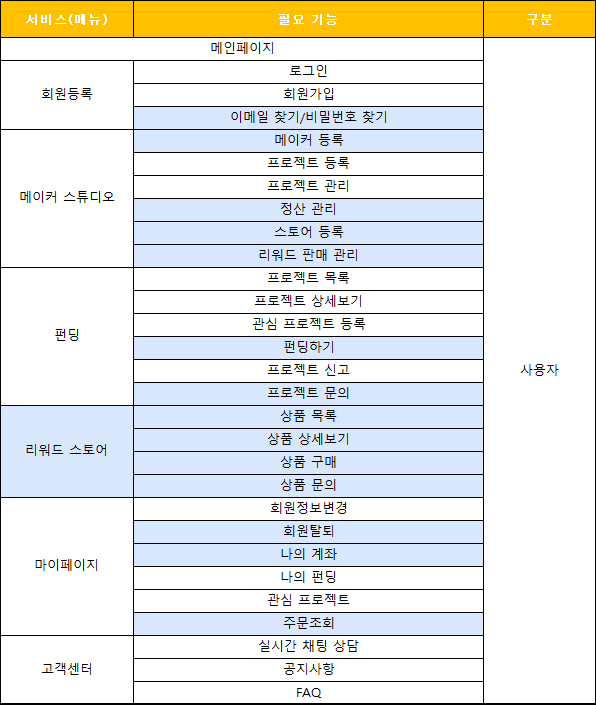 서비스(메뉴) 필요 기능 구분
메인페이지
회원등록
로그인
회원가입
이메일 찾기/비밀번호 찾기
메이커 스튜디오
메이커 등록
프로젝트 등록
프로젝트 관리
정산 관리
스토어 등록
리워드 판매 관리
펀딩
프로젝트 목록
프로젝트 상세보기
관심 프로젝트 등록
펀딩하기
프로젝트 신고
프로젝트 문의
리워드 스토어
상품 목록
상품 상세보기
상품 구매
상품 문의
마이페이지
회원정보변경
회원탈퇴
나의 계좌
나의 펀딩
관심 프로젝트
주문조회
고객센터
실시간 채팅 상담
공지사항
FAQ
사용자